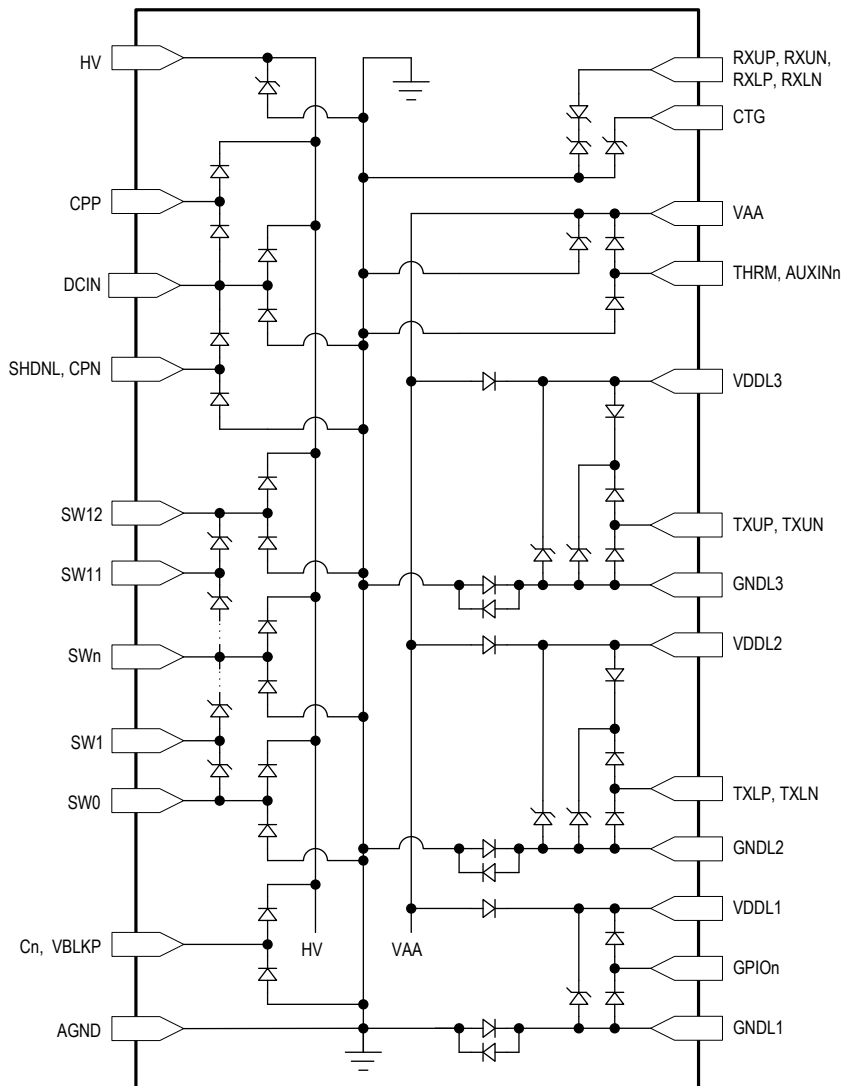 HV
CPP
DCIN
SHDNL, CPN
SW12
SW11
SWn
SW1
SW0
Cn, VBLKP
AGND
HV
VAA
RXUP, RXUN,
RXLP, RXLN
CTG
VAA
THRM, AUXINn
VDDL3
TXUP, TXUN
GNDL3
VDDL2
TXLP, TXLN
GNDL2
VDDL1
GPIOn
GNDL1